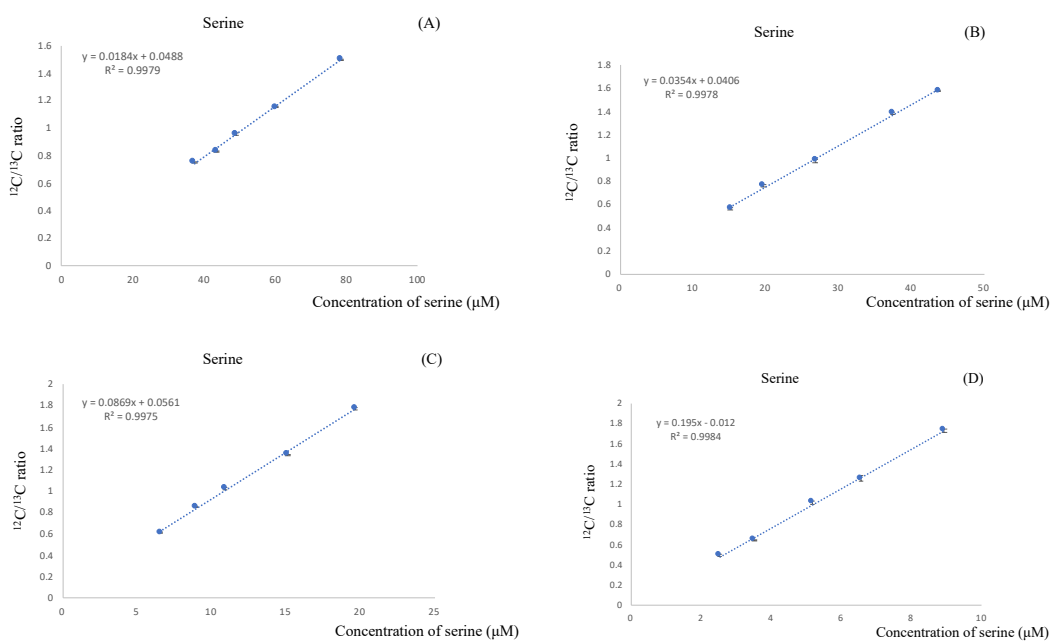 Serine (A)
y = 0.0184x + 0.0488
R² = 0.9979
1.6
1.4
1.2
1
0.8
0.6
0.4
0.2
0
0 20 40 60 80 100
¹²C/¹³C ratio
Concentration of serine (μM)
Serine (B)
y = 0.0354x + 0.0406
R² = 0.9978
1.8
1.6
1.4
1.2
1
0.8
0.6
0.4
0.2
0
0 10 20 30 40 50
¹²C/¹³C ratio
Concentration of serine (μM)
Serine (C)
y = 0.0869x + 0.0561
R² = 0.9975
2
1.8
1.6
1.4
1.2
1
0.8
0.6
0.4
0.2
0
0 5 10 15 20 25
¹²C/¹³C ratio
Concentration of serine (μM)
Serine (D)
y = 0.195x - 0.012
R² = 0.9984
2
1.8
1.6
1.4
1.2
1
0.8
0.6
0.4
0.2
0
0 2 4 6 8 10
¹²C/¹³C ratio
Concentration of serine (μM)